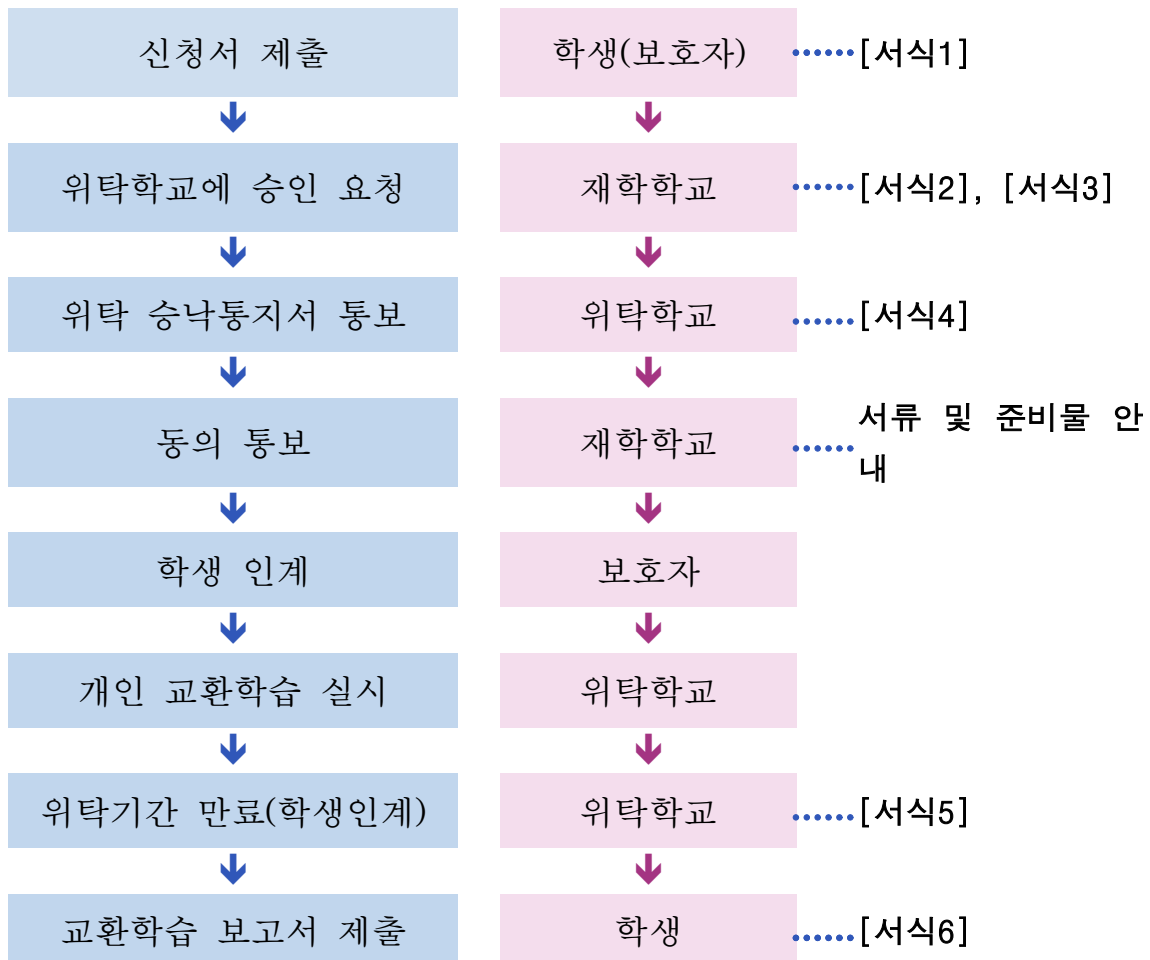 신청서 제출 학생(보호자) [서식1]
위탁학교에 승인 요청 재학학교 [서식2], [서식3]
위탁 승낙통지서 통보 위탁학교 [서식4]
동의 통보 재학학교 서류 및 준비물 안
내
학생 인계 보호자
개인 교환학습 실시 위탁학교
위탁기간 만료(학생인계) 위탁학교 [서식5]
교환학습 보고서 제출 학생 [서식6]